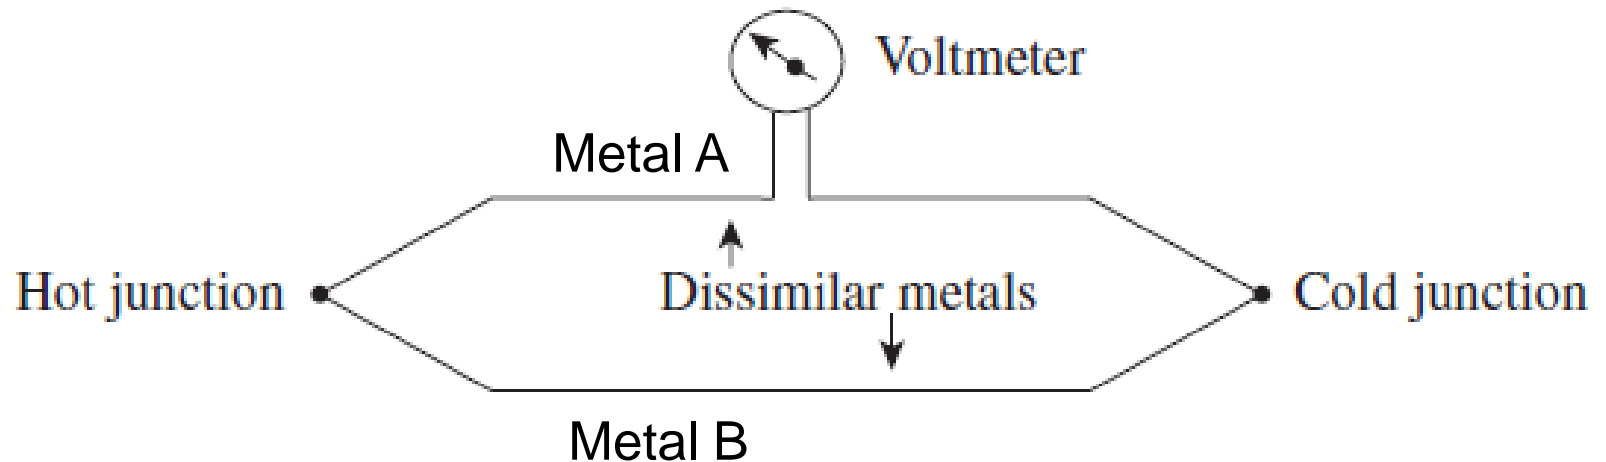 Voltmeter
Metal A
Hot junction
Dissimilar metals
Cold junction
Metal B